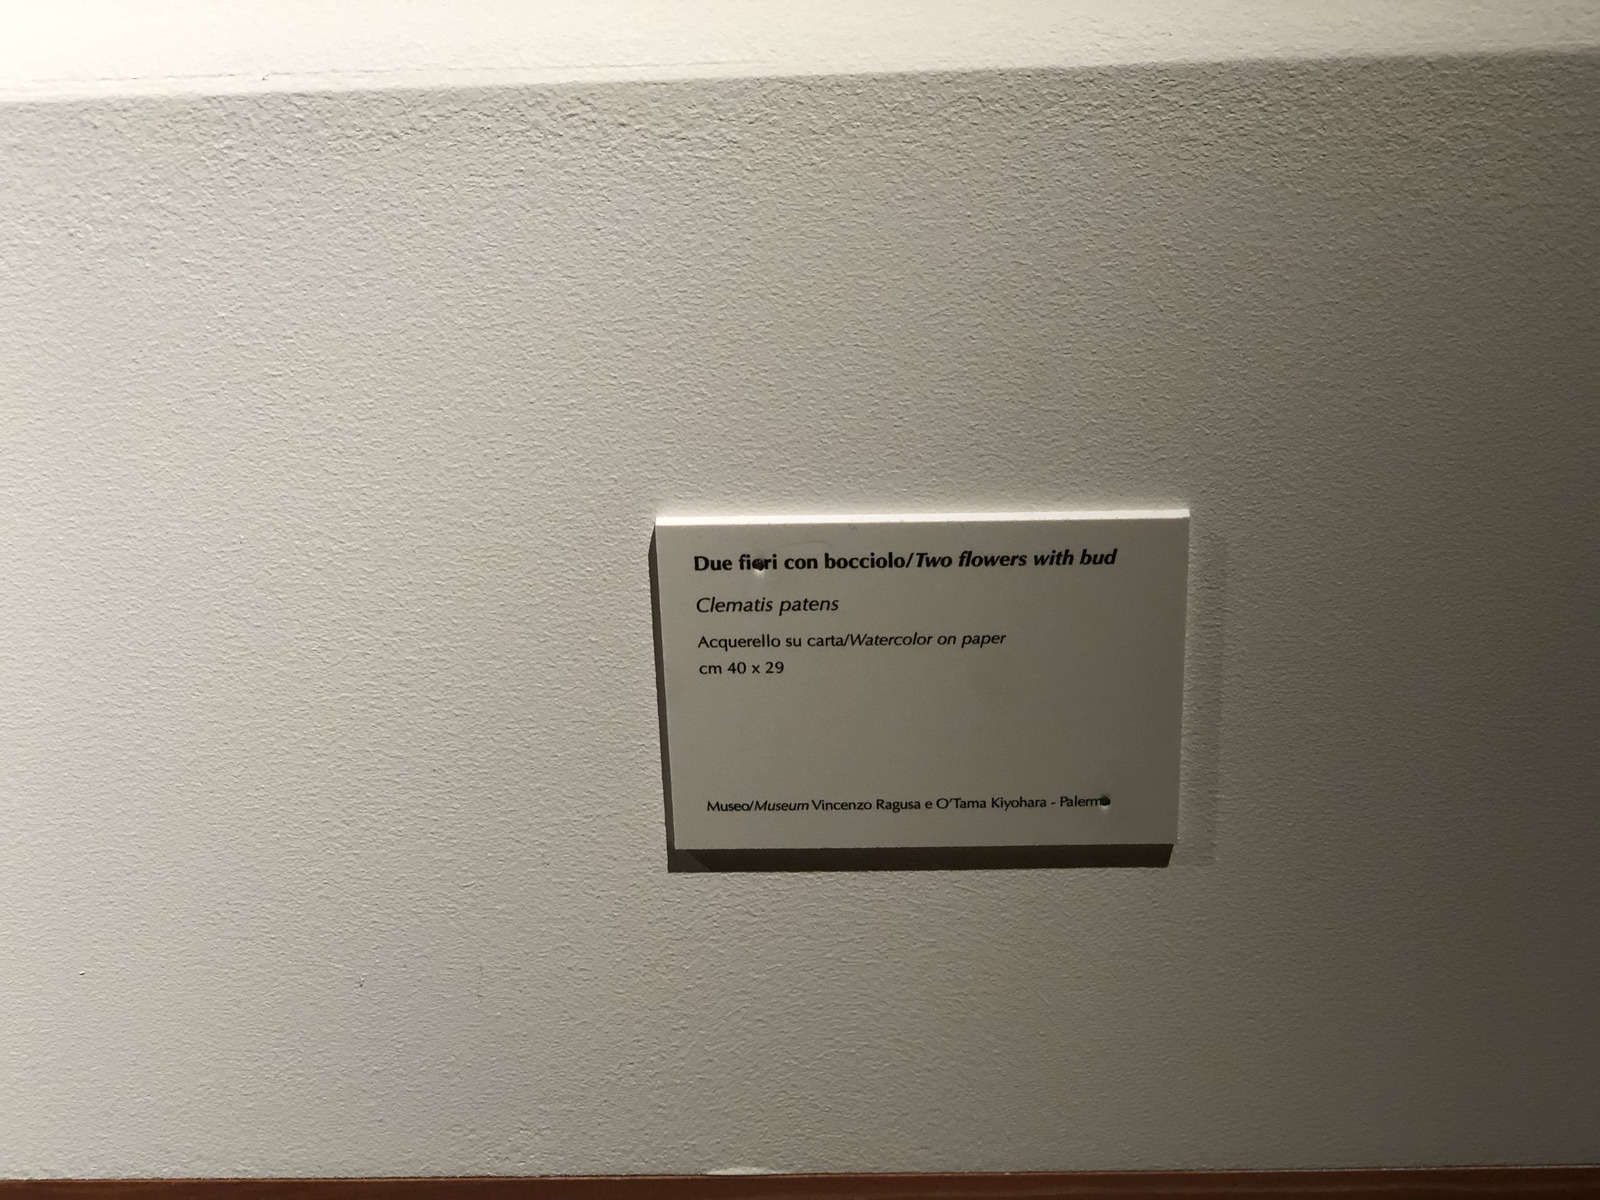 Due fiori con bocciolo/Two flowers with bud
Clematis patens
Acquerello su carta/Watercolor on paper
cm 40 x 29
Museo/Museum Vincenzo Ragusa e O'Tama Kiyohara - Palermo